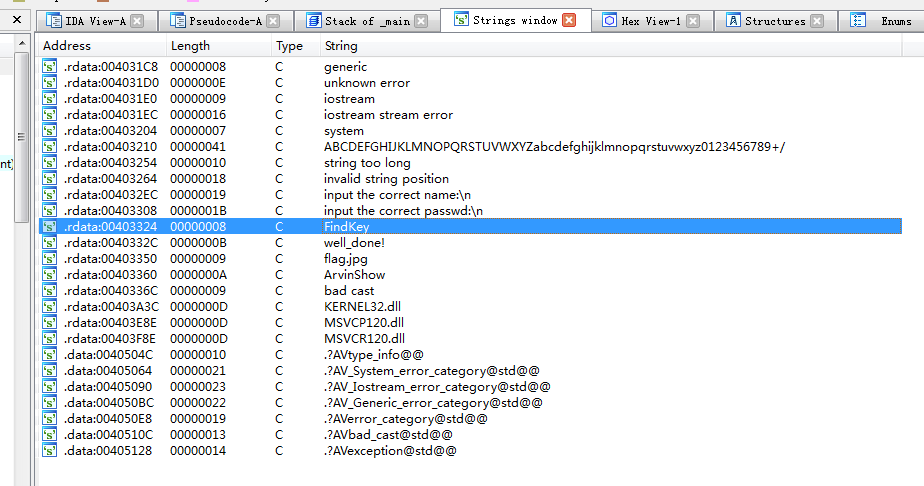 IDA View-A Pseudocode-A Stack of _main Strings window Hex View-1 Structures Enums
Address Length Type String
.rdata:004031C8 00000008 C generic
.rdata:004031D0 0000000E C unknown error
.rdata:004031E0 00000009 C iostream
.rdata:004031EC 00000016 C iostream stream error
.rdata:00403204 00000007 C system
.rdata:00403210 00000041 C ABCDEFGHIJKLMNOPQRSTUVWXYZabcdefghijklmnopqrstuvwxyz0123456789+/
.rdata:00403254 00000010 C string too long
.rdata:00403264 00000018 C invalid string position
.rdata:004032EC 00000019 C input the correct name:\n
.rdata:00403308 0000001B C input the correct passwd:\n
.rdata:00403324 00000008 C FindKey
.rdata:0040332C 0000000B C well_done!
.rdata:00403350 00000009 C flag.jpg
.rdata:00403360 0000000A C ArvinShow
.rdata:0040336C 00000009 C bad cast
.rdata:00403A3C 0000000D C KERNEL32.dll
.rdata:00403E8E 0000000D C MSVCP120.dll
.rdata:00403F8E 0000000D C MSVCR120.dll
.data:0040504C 00000010 C .?AVtype_info@@
.data:00405064 00000021 C .?AV_System_error_category@std@@
.data:00405090 00000023 C .?AV_Iostream_error_category@std@@
.data:004050BC 00000022 C .?AV_Generic_error_category@std@@
.data:004050E8 00000019 C .?AVerror_category@std@@
.data:0040510C 00000013 C .?AVbad_cast@std@@
.data:00405128 00000014 C .?AVexception@std@@
nt)